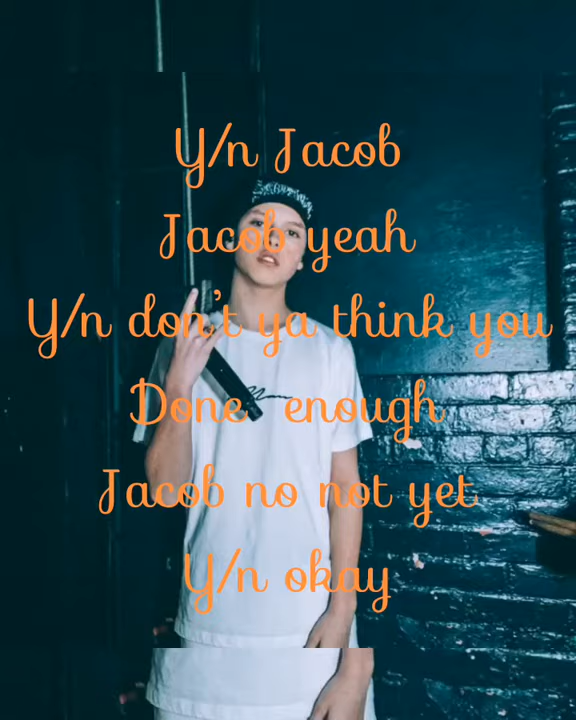 Y/n Jacob
Jacob yeah
Y/n don't ya think you
Done enough
Jacob no not yet
Y/n okay